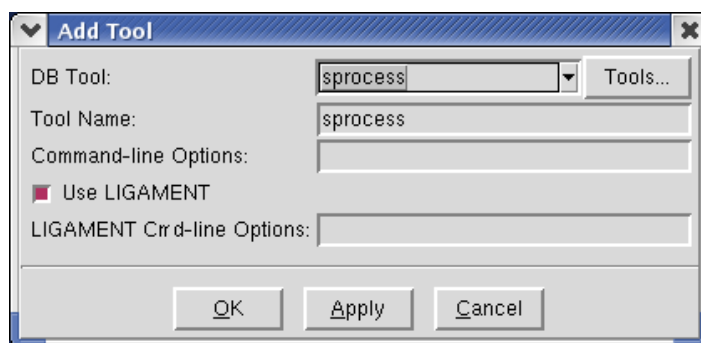 Add Tool
DB Tool: sprocess Tools...
Tool Name: sprocess
Command-line Options:
Use LIGAMENT
LIGAMENT Cmd-line Options:
OK Apply Cancel